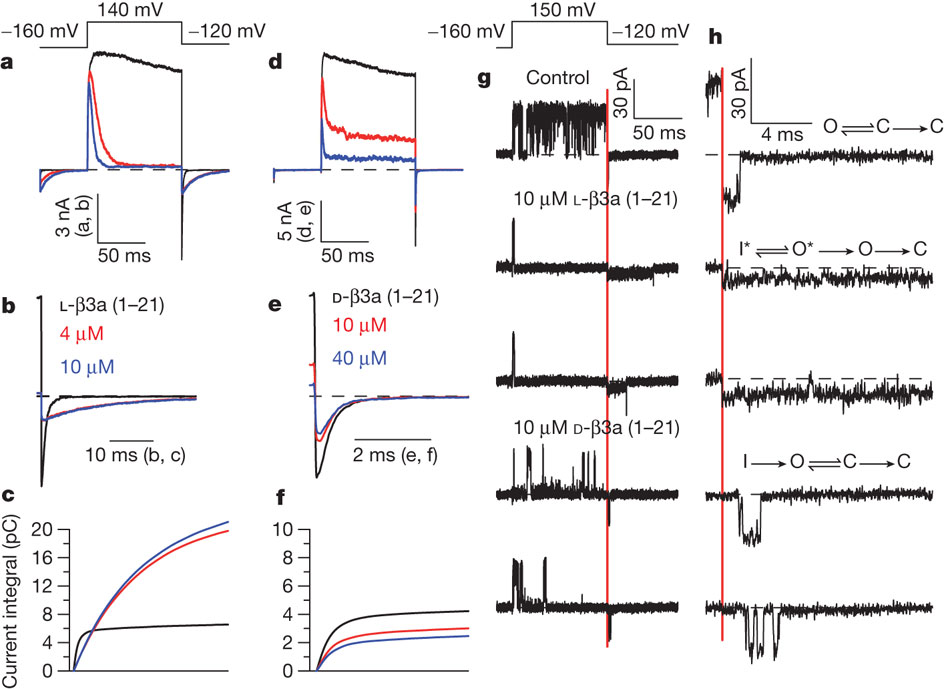 140 mV
−160 mV
−120 mV
a
3 nA
(a, b)
50 ms
d
5 nA
(d, e)
50 ms
b
L-β3a (1–21)
4 μM
10 μM
10 ms (b, c)
e
D-β3a (1–21)
10 μM
40 μM
2 ms (e, f)
c
Current integral (pC)
20
16
12
8
4
0
f
10
8
6
4
2
0
150 mV
−160 mV
−120 mV
g
Control
30 pA
50 ms
10 μM L-β3a (1–21)
10 μM D-β3a (1–21)
h
30 pA
4 ms
O ⇌ C → C
I* ⇌ O* → O → C
I → O ⇌ C → C